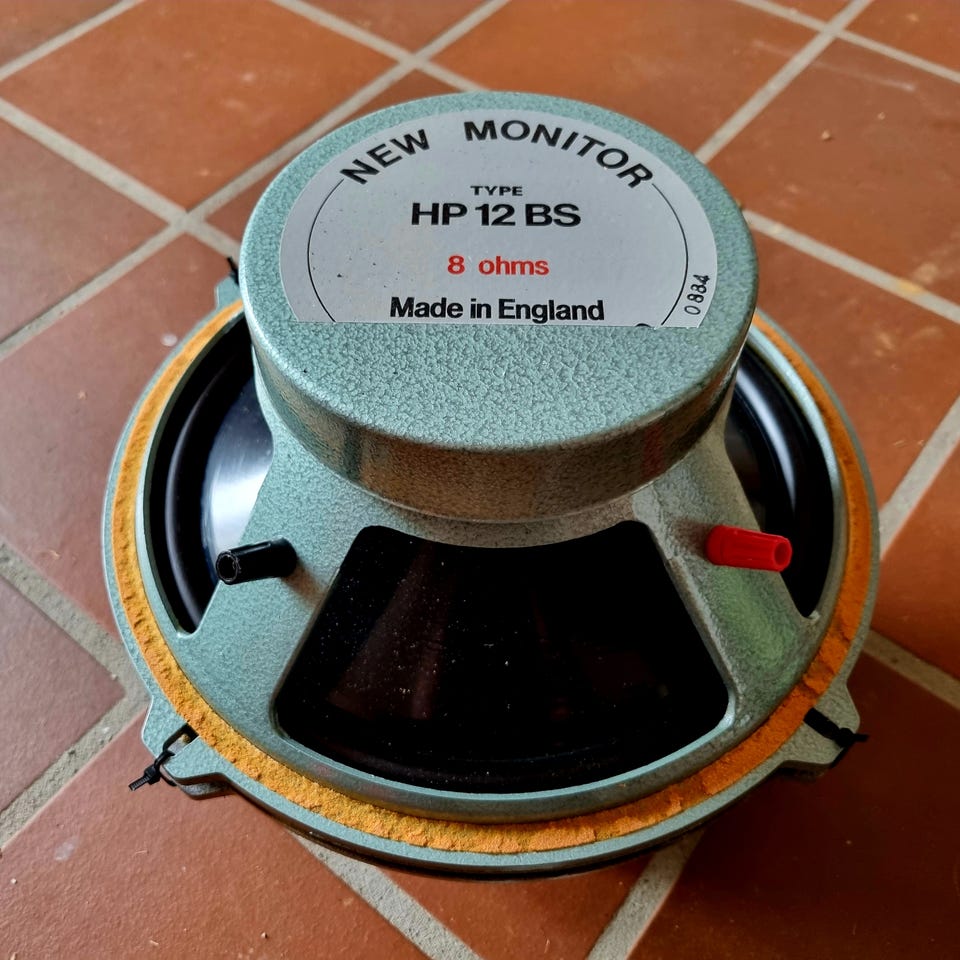 NEW MONITOR
TYPE
HP 12 BS
8 ohms
Made in England
0884